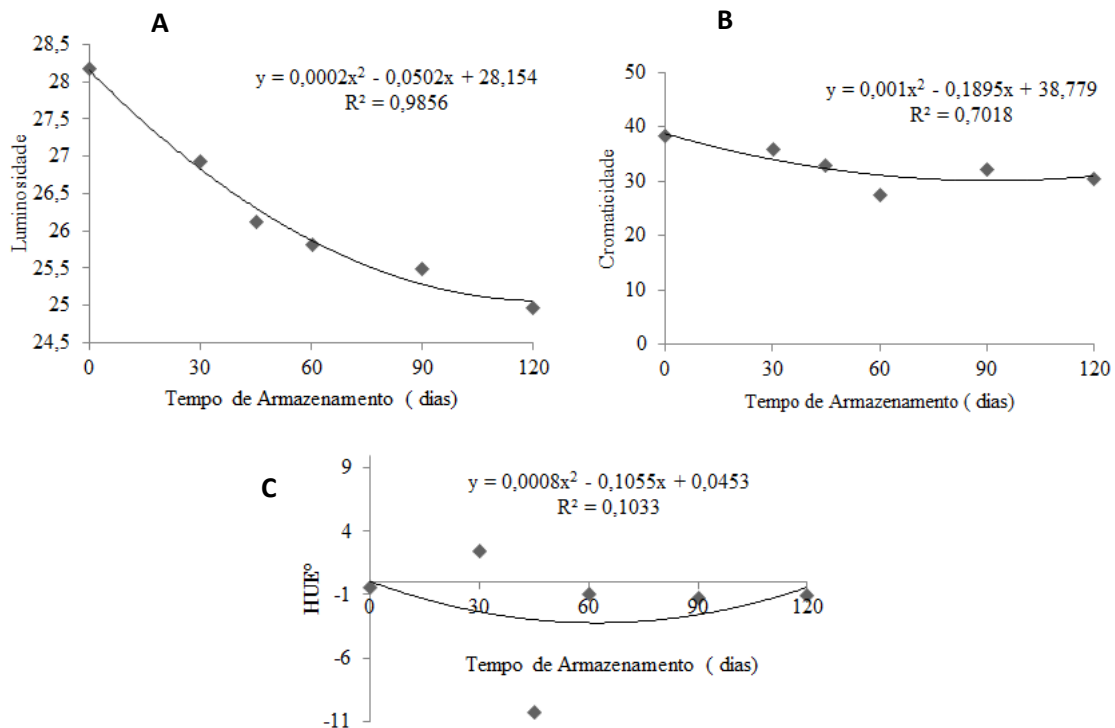 A
28,5
28
27,5
27
26,5
26
25,5
25
24,5
Luminosidade
y = 0,0002x² - 0,0502x + 28,154
R² = 0,9856
0 30 60 90 120
Tempo de Armazenamento ( dias)
B
50
40
30
20
10
0
Cromaticidade
y = 0,001x² - 0,1895x + 38,779
R² = 0,7018
0 30 60 90 120
Tempo de Armazenamento ( dias)
C
9
4
-1
-6
-11
HUE°
y = 0,0008x² - 0,1055x + 0,0453
R² = 0,1033
0 30 60 90 120
Tempo de Armazenamento ( dias)